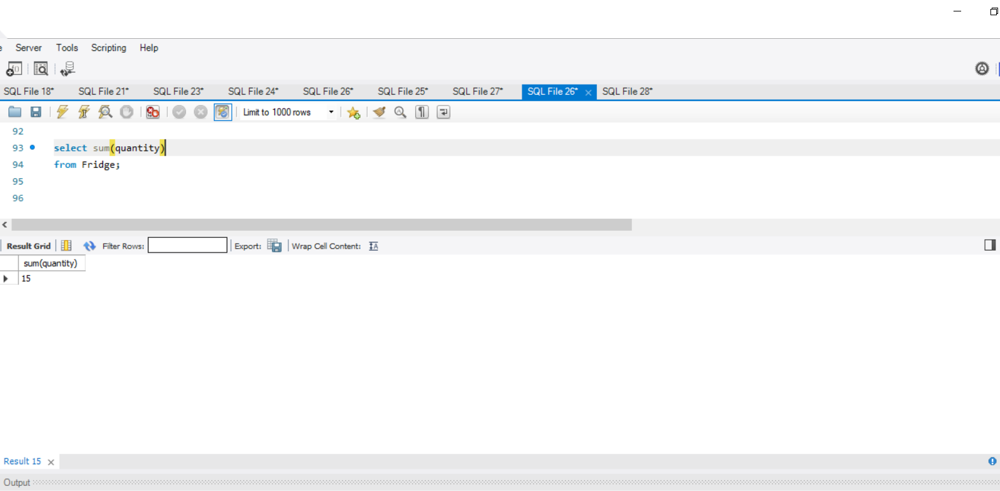 Server Tools Scripting Help
SQL File 18* SQL File 21* SQL File 23* SQL File 24* SQL File 26* SQL File 25* SQL File 27* SQL File 26* SQL File 28*
Limit to 1000 rows
92
93 select sum(quantity)
94 from Fridge;
95
96
Result Grid Filter Rows: Export: Wrap Cell Content:
sum(quantity)
15
Result 15
Output